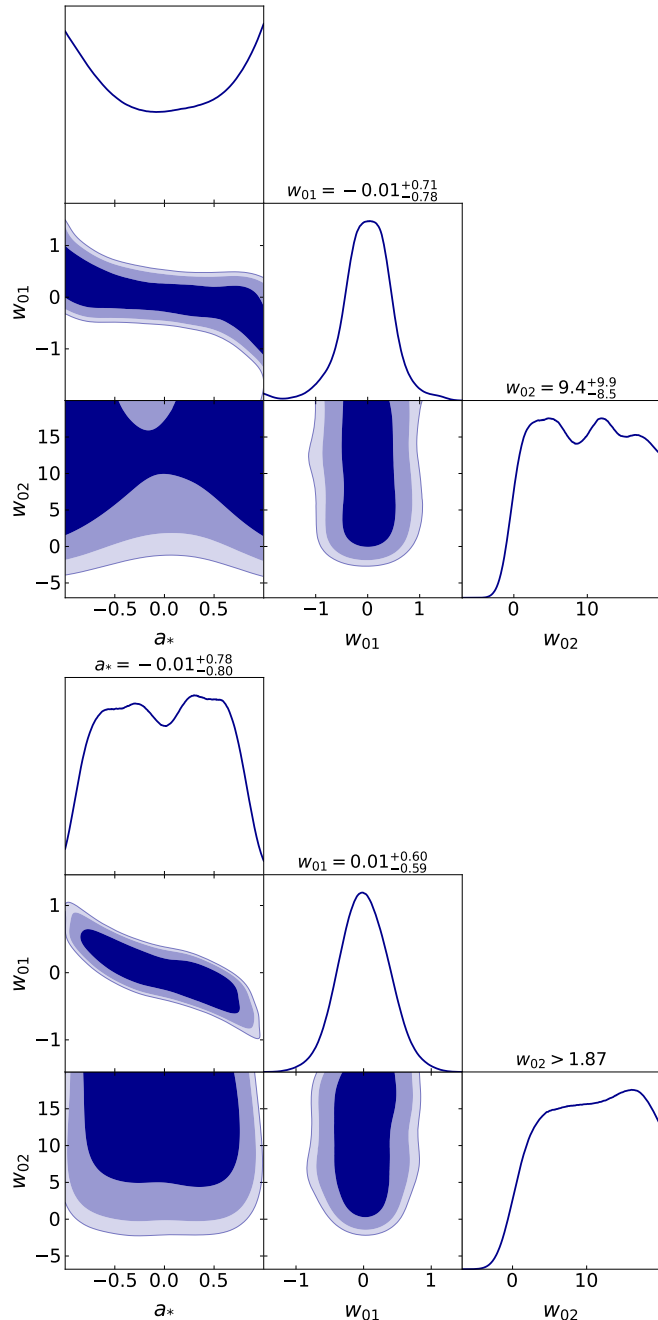 w₀₁ = −0.01 +0.71 −0.78
1
0
−1
w₀₁
w₀₂ = 9.4 +9.9 −8.5
15
10
5
0
−5
w₀₂
−0.5 0.0 0.5
−1 0 1
0 10
a* w₀₁ w₀₂
a* = −0.01 +0.78 −0.80
w₀₁ = 0.01 +0.60 −0.59
1
0
−1
w₀₁
w₀₂ > 1.87
15
10
5
0
−5
w₀₂
−0.5 0.0 0.5
−1 0 1
0 10
a* w₀₁ w₀₂